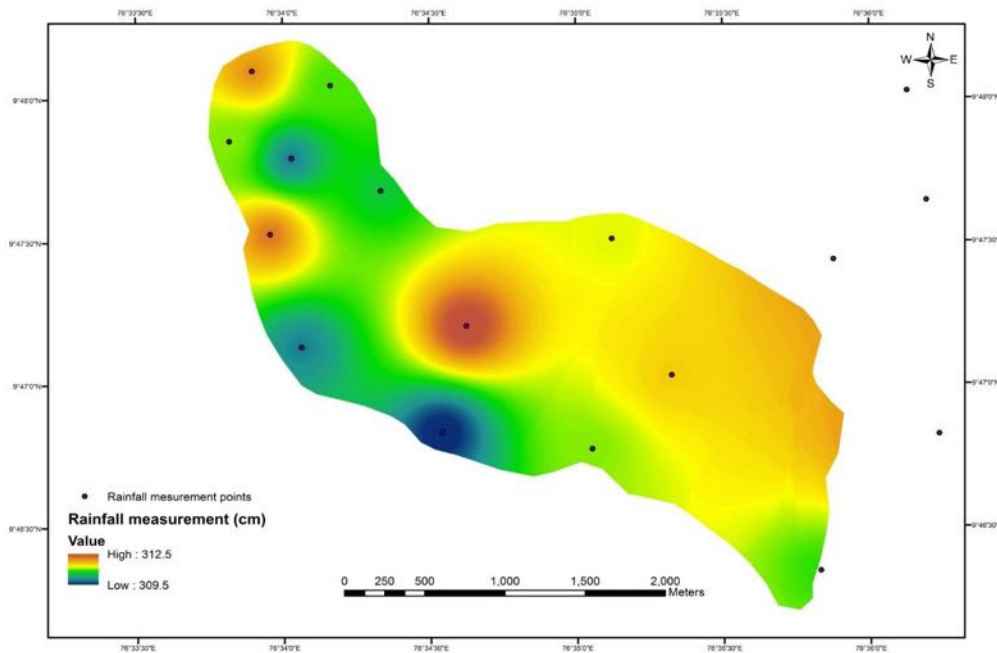 76°33'30"E 76°34'0"E 76°34'30"E 76°35'0"E 76°35'30"E 76°36'0"E
N
W E
S
9°48'0"N 9°48'0"N
9°47'30"N 9°47'30"N
9°47'0"N 9°47'0"N
Rainfall mesurement points
Rainfall measurement (cm)
9°46'30"N 9°46'30"N
Value
High : 312.5
Low : 309.5
0 250 500 1,000 1,500 2,000
Meters
76°33'30"E 76°34'0"E 76°34'30"E 76°35'0"E 76°35'30"E 76°36'0"E